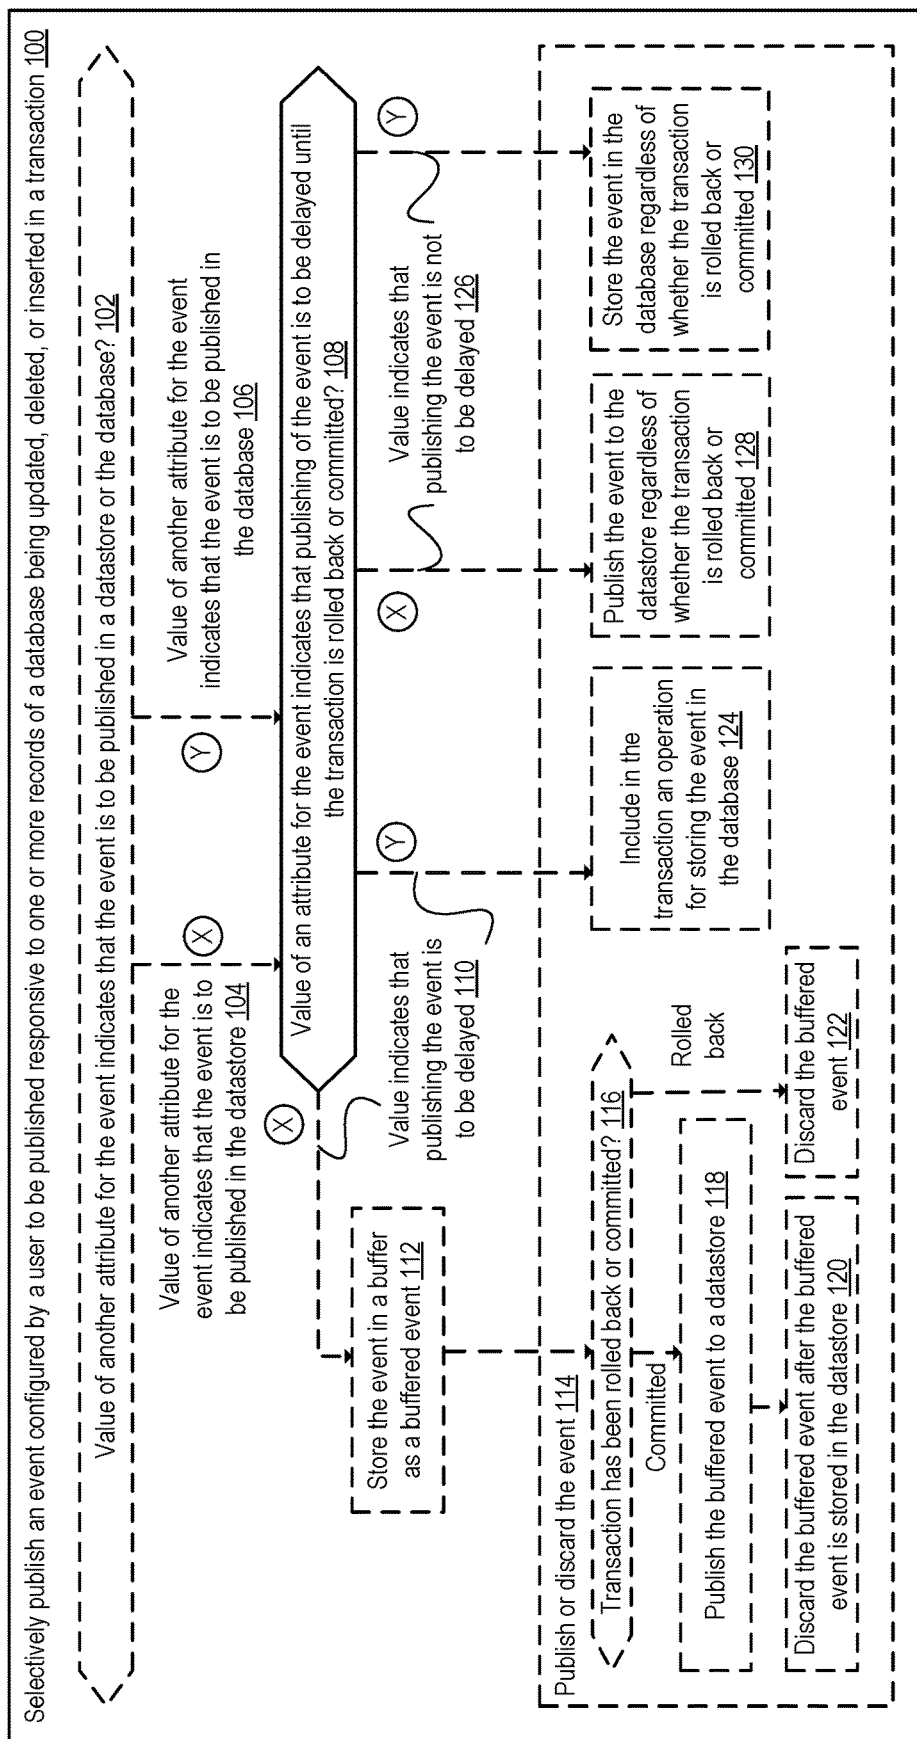 Selectively publish an event configured by a user to be published responsive to one or more records of a database being updated, deleted, or inserted in a transaction 100
Value of another attribute for the event indicates that the event is to be published in a datastore or the database? 102
Value of another attribute for the
event indicates that the event is to
be published in the datastore 104
X
Y
Value of another attribute for the event
indicates that the event is to be published in
the database 106
Value of an attribute for the event indicates that publishing of the event is to be delayed until
the transaction is rolled back or committed? 108
X
Value indicates that
publishing the event is
to be delayed 110
Y
X
Value indicates that
publishing the event is not
to be delayed 126
Y
Store the event in a buffer
as a buffered event 112
Publish or discard the event 114
Transaction has been rolled back or committed? 116
Committed
Rolled
back
Publish the buffered event to a datastore 118
Discard the buffered event after the buffered
event is stored in the datastore 120
Discard the buffered
event 122
Include in the
transaction an operation
for storing the event in
the database 124
Publish the event to the
datastore regardless of
whether the transaction
is rolled back or
committed 128
Store the event in the
database regardless of
whether the transaction
is rolled back or
committed 130